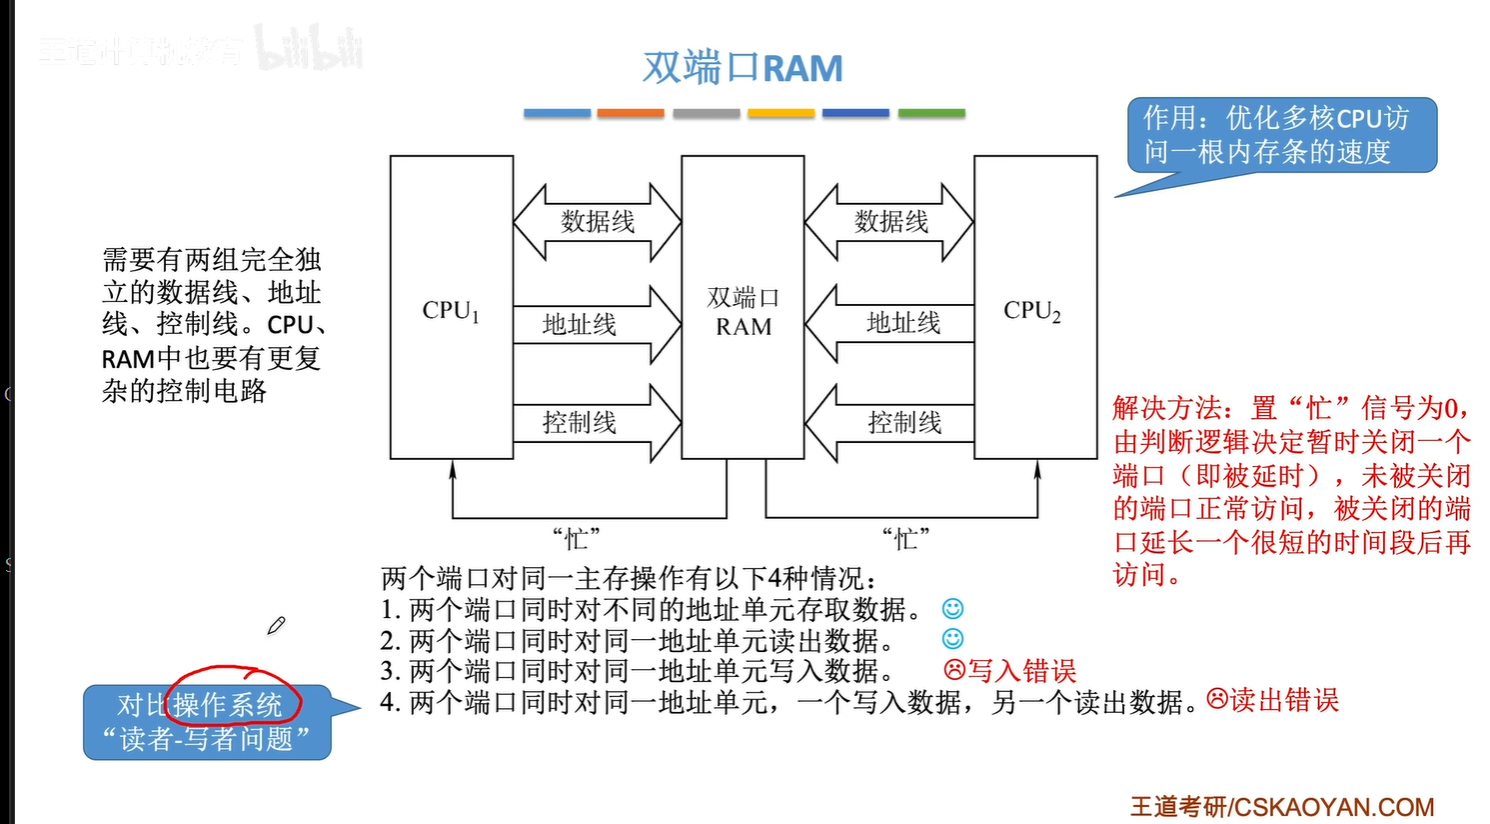 王道计算机教育 bilibili
双端口RAM
作用：优化多核CPU访
问一根内存条的速度
需要有两组完全独
立的数据线、地址
线、控制线。CPU、
RAM中也要有更复
杂的控制电路
CPU1
数据线
地址线
控制线
双端口
RAM
数据线
地址线
控制线
CPU2
“忙”
“忙”
解决方法：置“忙”信号为0，
由判断逻辑决定暂时关闭一个
端口（即被延时），未被关闭
的端口正常访问，被关闭的端
口延长一个很短的时间段后再
访问。
两个端口对同一主存操作有以下4种情况：
1. 两个端口同时对不同的地址单元存取数据。
2. 两个端口同时对同一地址单元读出数据。
3. 两个端口同时对同一地址单元写入数据。 写入错误
4. 两个端口同时对同一地址单元，一个写入数据，另一个读出数据。 读出错误
对比操作系统
“读者-写者问题”
王道考研/CSKAOYAN.COM